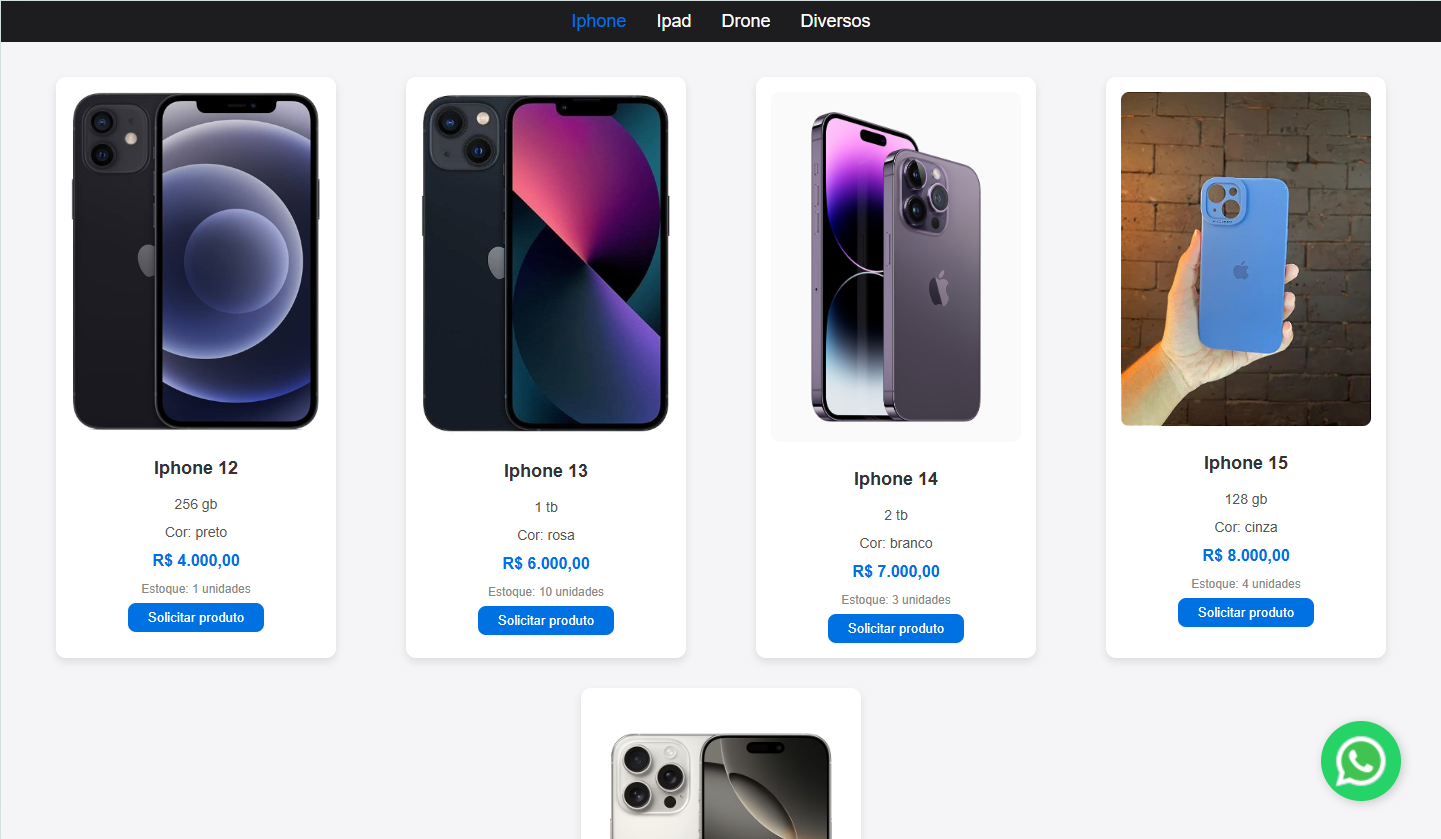 Iphone Ipad Drone Diversos
Iphone 12
256 gb
Cor: preto
R$ 4.000,00
Estoque: 1 unidades
Solicitar produto
Iphone 13
1 tb
Cor: rosa
R$ 6.000,00
Estoque: 10 unidades
Solicitar produto
Iphone 14
2 tb
Cor: branco
R$ 7.000,00
Estoque: 3 unidades
Solicitar produto
Iphone 15
128 gb
Cor: cinza
R$ 8.000,00
Estoque: 4 unidades
Solicitar produto